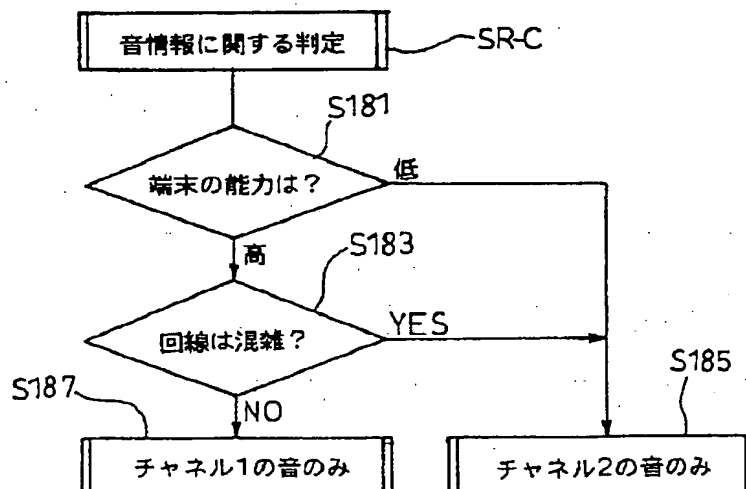 音情報に関する判定
SR-C
S181
端末の能力は？
低
高
S183
回線は混雑？
YES
S187
NO
S185
チャネル1の音のみ
チャネル2の音のみ